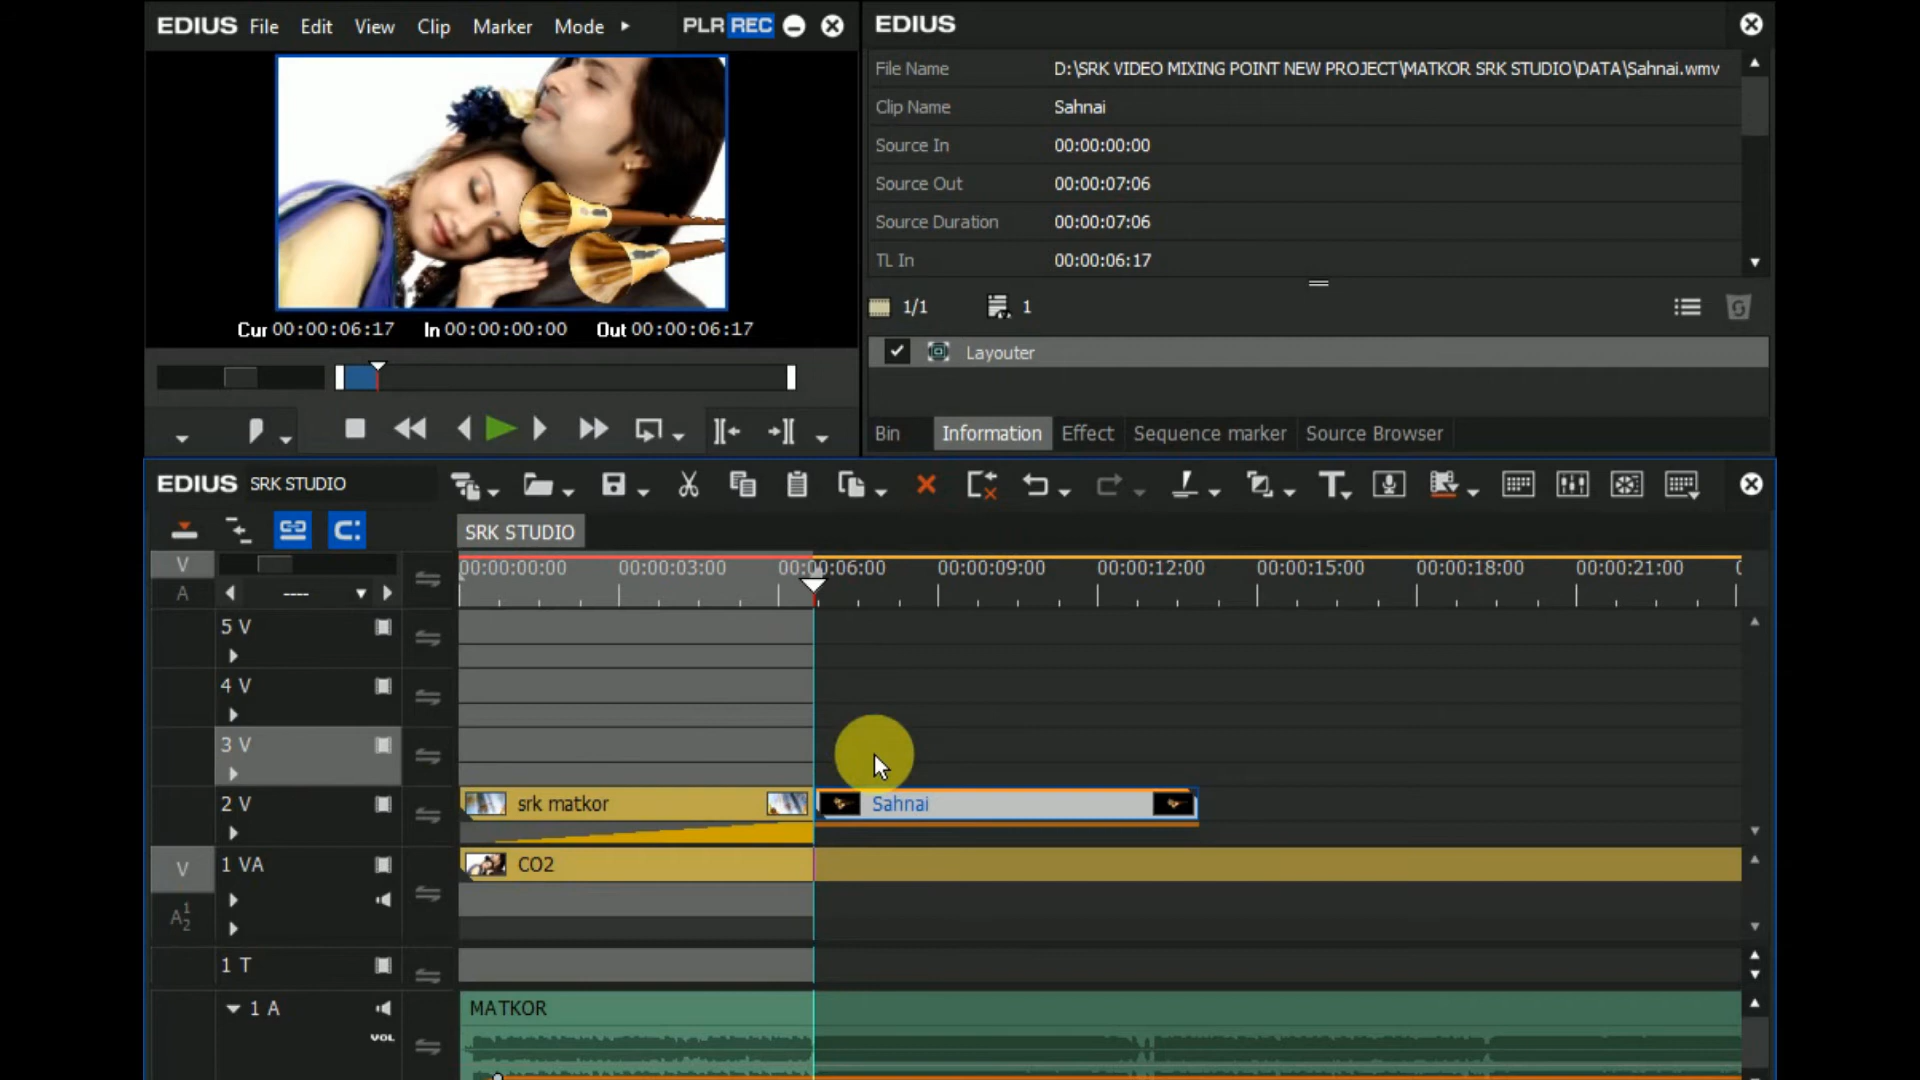 EDIUS File Edit View Clip Marker Mode PLR REC
Cur 00:00:06:17 In 00:00:00:00 Out 00:00:06:17
EDIUS
File Name D:\SRK VIDEO MIXING POINT NEW PROJECT\MATKOR SRK STUDIO\DATA\Sahnai.wmv
Clip Name Sahnai
Source In 00:00:00:00
Source Out 00:00:07:06
Source Duration 00:00:07:06
TL In 00:00:06:17
1/1 1
Layouter
Bin Information Effect Sequence marker Source Browser
EDIUS SRK STUDIO
SRK STUDIO
V 00:00:00:00 00:00:03:00 00:00:06:00 00:00:09:00 00:00:12:00 00:00:15:00 00:00:18:00 00:00:21:00
A ----
5 V
4 V
3 V
2 V srk matkor Sahnai
V 1 VA CO2
A 1 2
1 T
1 A MATKOR
VOL